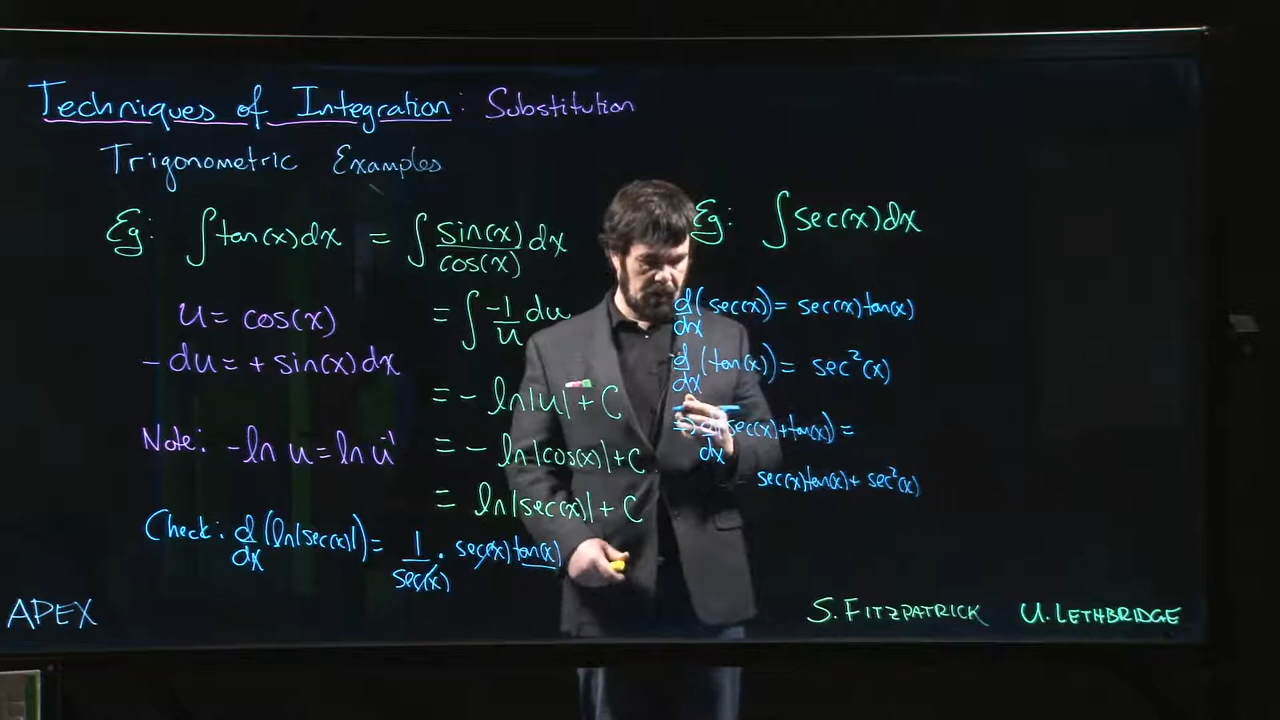 Techniques of Integration: Substitution
Trigonometric Examples
Eg: ∫tan(x)dx = ∫ sin(x)/cos(x) dx
u = cos(x)
= ∫ -1/u du
-du = + sin(x)dx
= - ln|u| + C
Note: -ln u = ln u⁻¹
= - ln|cos(x)| + C
= ln|sec(x)| + C
Check: d/dx (ln|sec(x)|) = 1/sec(x) · sec(x)tan(x)
Eg: ∫sec(x)dx
d/dx (sec(x)) = sec(x)tan(x)
d/dx (tan(x)) = sec²(x)
⇒ d/dx (sec(x)+tan(x)) =
sec(x)tan(x) + sec²(x)
APEX
S. FITZPATRICK U. LETHBRIDGE